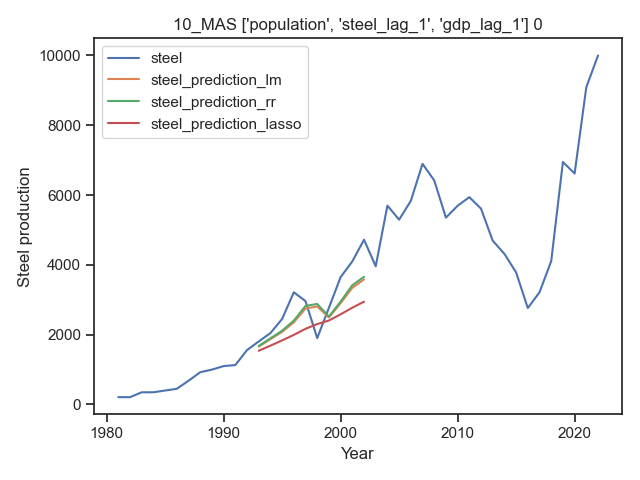 10_MAS ['population', 'steel_lag_1', 'gdp_lag_1'] 0
steel
steel_prediction_lm
steel_prediction_rr
steel_prediction_lasso
10000
8000
6000
4000
2000
0
Steel production
1980
1990
2000
2010
2020
Year